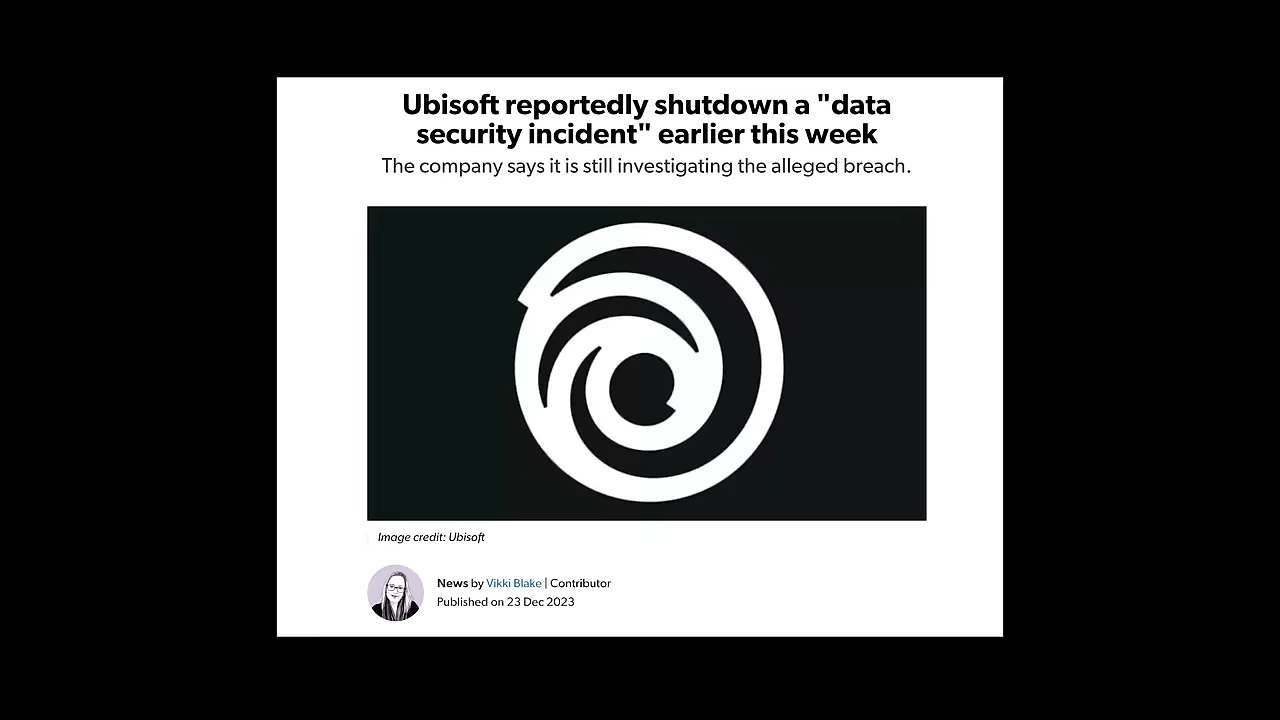 Ubisoft reportedly shutdown a "data
security incident" earlier this week
The company says it is still investigating the alleged breach.
Image credit: Ubisoft
News by Vikki Blake | Contributor
Published on 23 Dec 2023